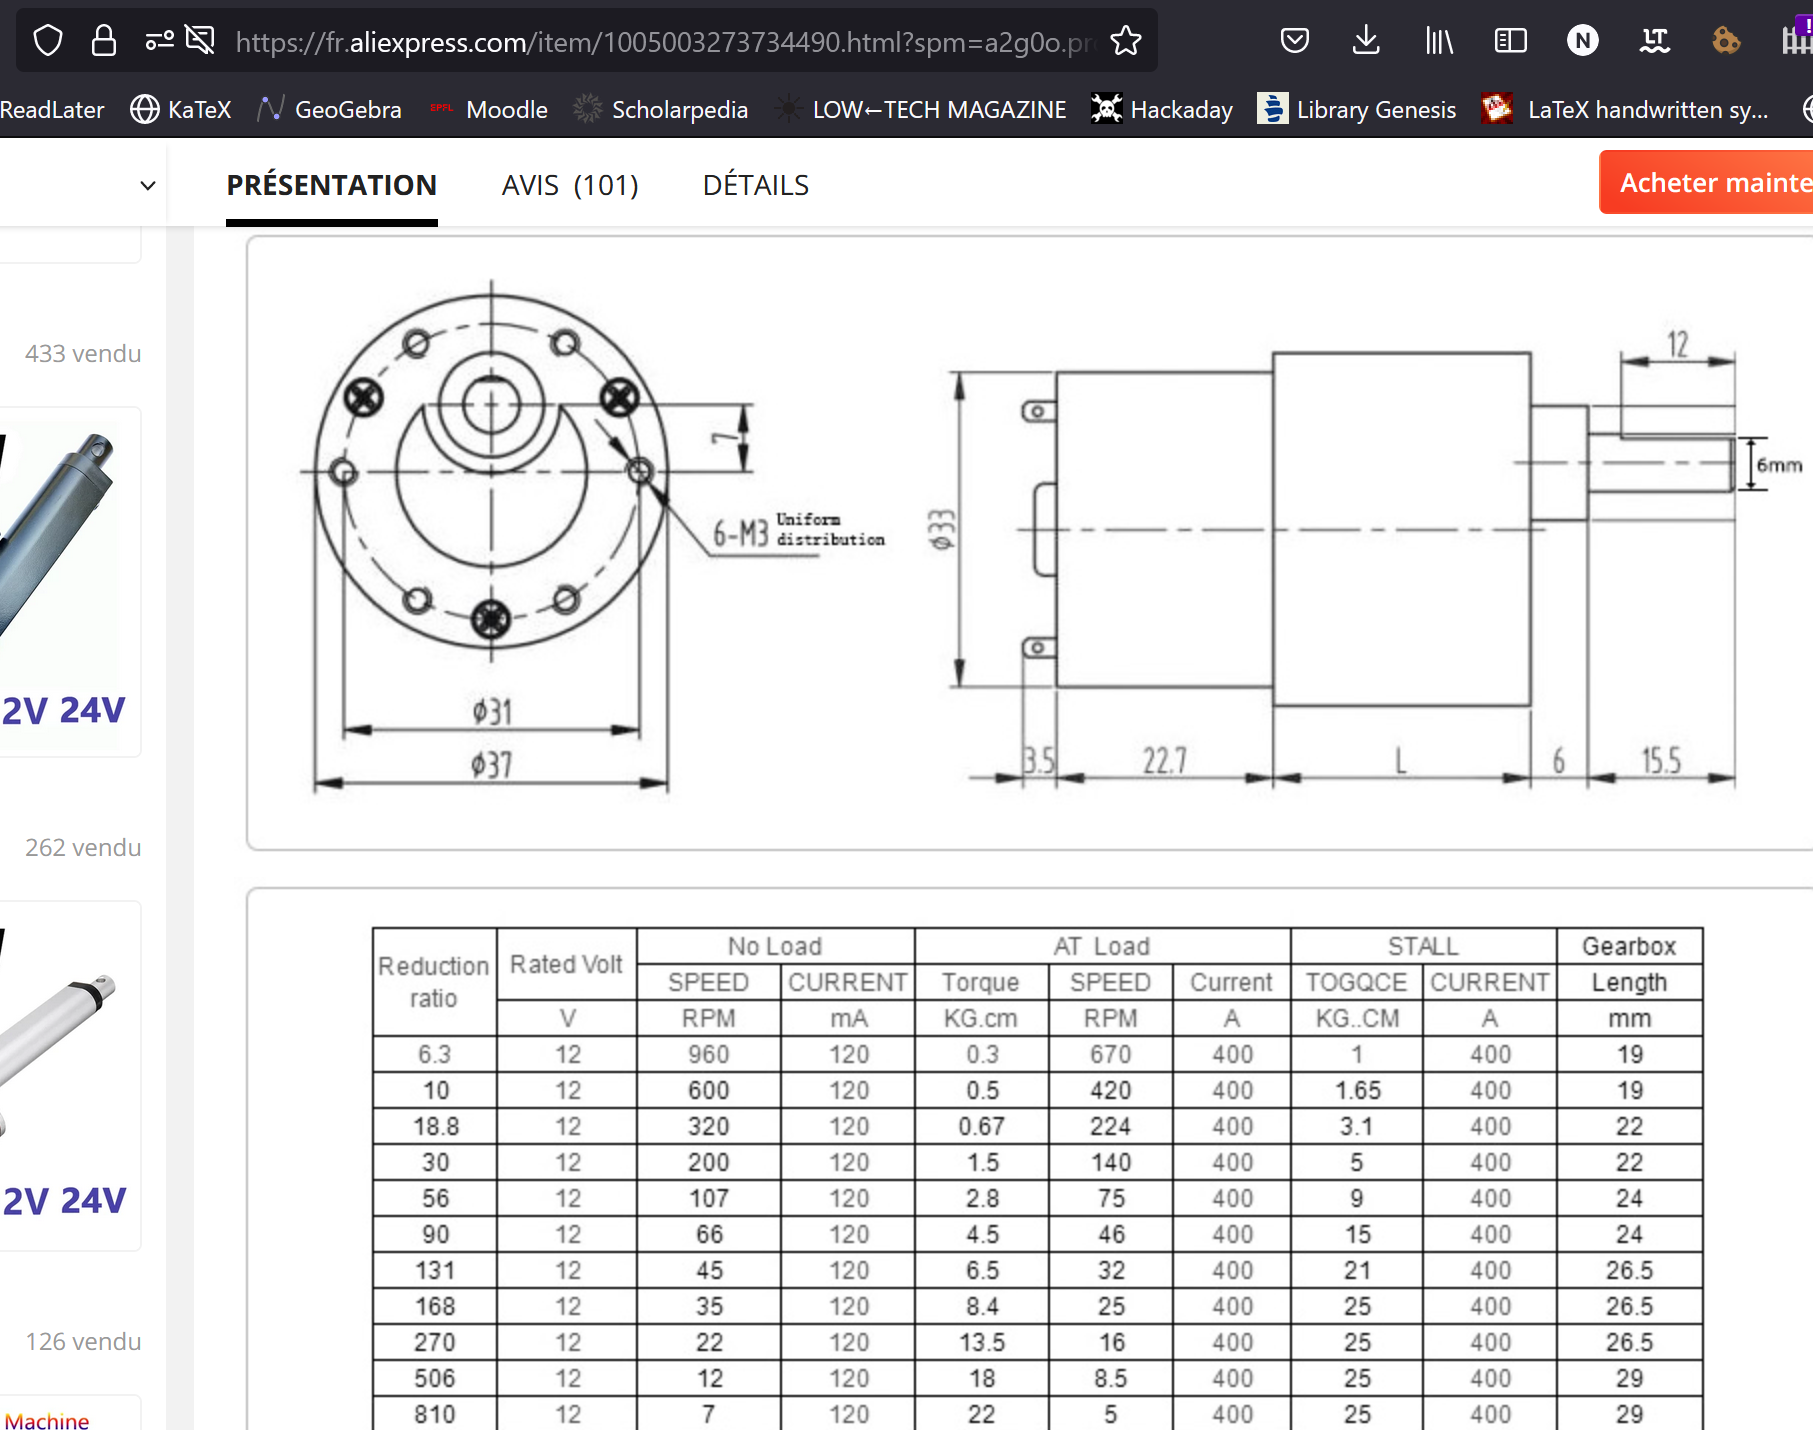 https://fr.aliexpress.com/item/1005003273734490.html?spm=a2g0o.pr
ReadLater KaTeX GeoGebra EPFL Moodle Scholarpedia LOW←TECH MAGAZINE Hackaday Library Genesis LaTeX handwritten sy...
PRÉSENTATION AVIS (101) DÉTAILS Acheter mainte
433 vendu
2V 24V
262 vendu
2V 24V
126 vendu
Machine
12
7
6mm
6-M3 Uniform
distribution
ϕ33
ϕ31
ϕ37
3.5 22.7 L 6 15.5
Reduction ratio Rated Volt No Load AT Load STALL Gearbox
SPEED CURRENT Torque SPEED Current TOGQCE CURRENT Length
V RPM mA KG.cm RPM A KG..CM A mm
6.3 12 960 120 0.3 670 400 1 400 19
10 12 600 120 0.5 420 400 1.65 400 19
18.8 12 320 120 0.67 224 400 3.1 400 22
30 12 200 120 1.5 140 400 5 400 22
56 12 107 120 2.8 75 400 9 400 24
90 12 66 120 4.5 46 400 15 400 24
131 12 45 120 6.5 32 400 21 400 26.5
168 12 35 120 8.4 25 400 25 400 26.5
270 12 22 120 13.5 16 400 25 400 26.5
506 12 12 120 18 8.5 400 25 400 29
810 12 7 120 22 5 400 25 400 29